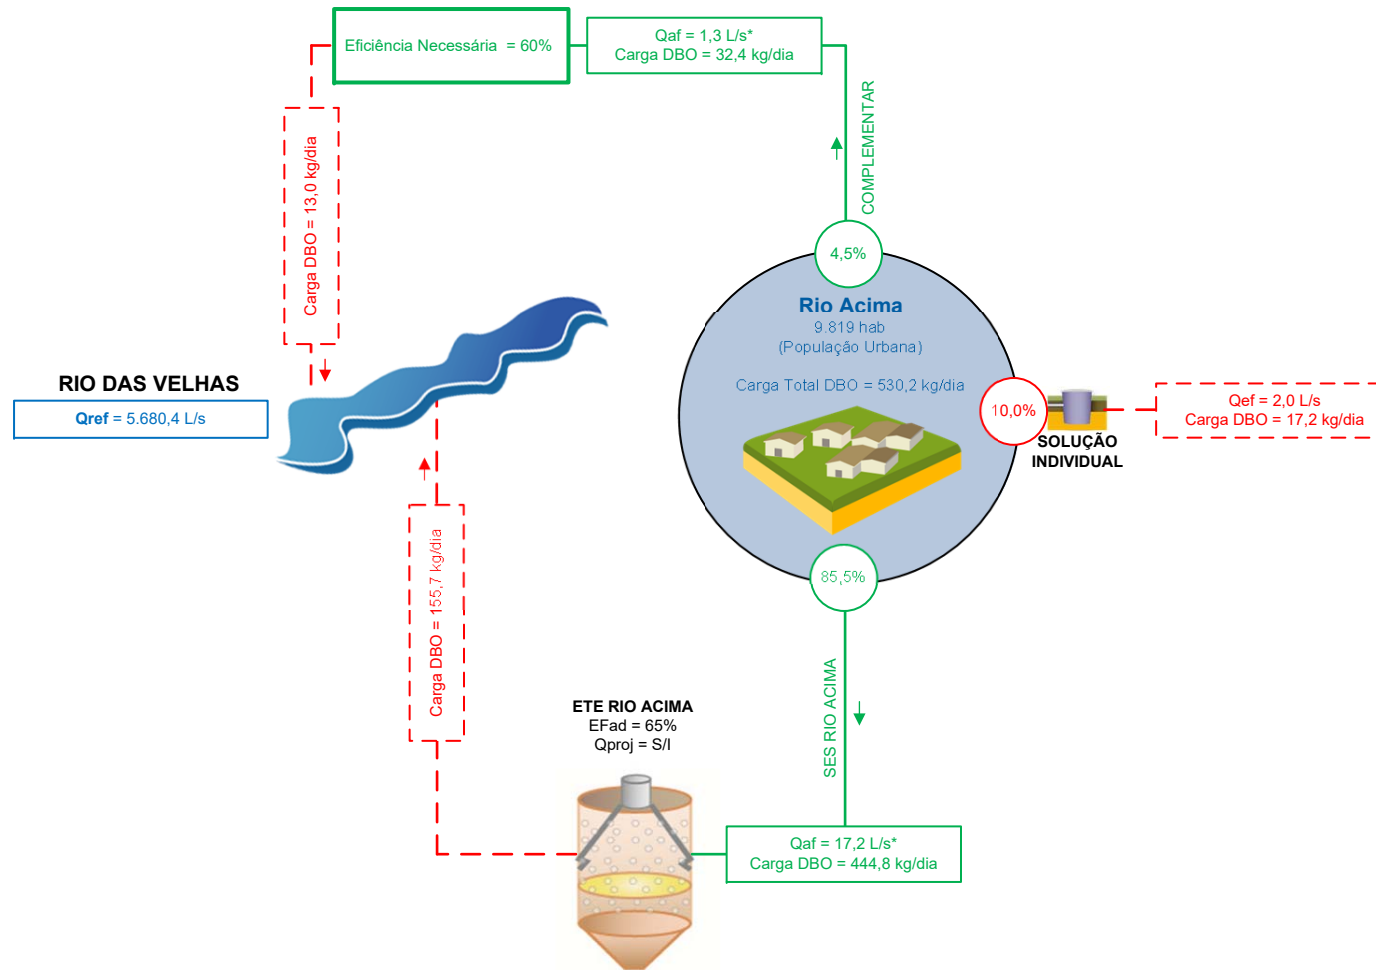 Eficiência Necessária = 60%
Qaf = 1,3 L/s*
Carga DBO = 32,4 kg/dia
Carga DBO = 13,0 kg/dia
COMPLEMENTAR
4,5%
Rio Acima
9.819 hab
(População Urbana)
Carga Total DBO = 530,2 kg/dia
RIO DAS VELHAS
Qref = 5.680,4 L/s
10,0%
SOLUÇÃO
INDIVIDUAL
Qef = 2,0 L/s
Carga DBO = 17,2 kg/dia
85,5%
Carga DBO = 155,7 kg/dia
SES RIO ACIMA
ETE RIO ACIMA
EFad = 65%
Qproj = S/I
Qaf = 17,2 L/s*
Carga DBO = 444,8 kg/dia